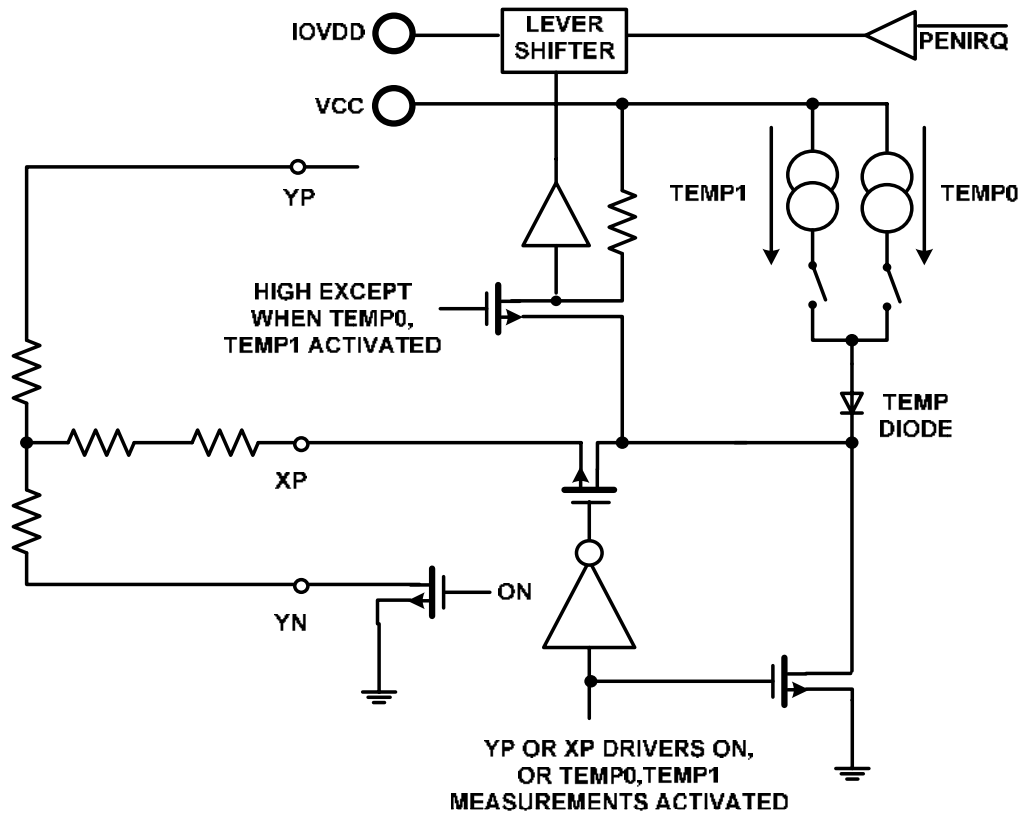 IOVDD
LEVER
SHIFTER
PENIRQ
VCC
YP
TEMP1
TEMP0
HIGH EXCEPT
WHEN TEMP0,
TEMP1 ACTIVATED
TEMP
DIODE
XP
YN
ON
YP OR XP DRIVERS ON,
OR TEMP0,TEMP1
MEASUREMENTS ACTIVATED